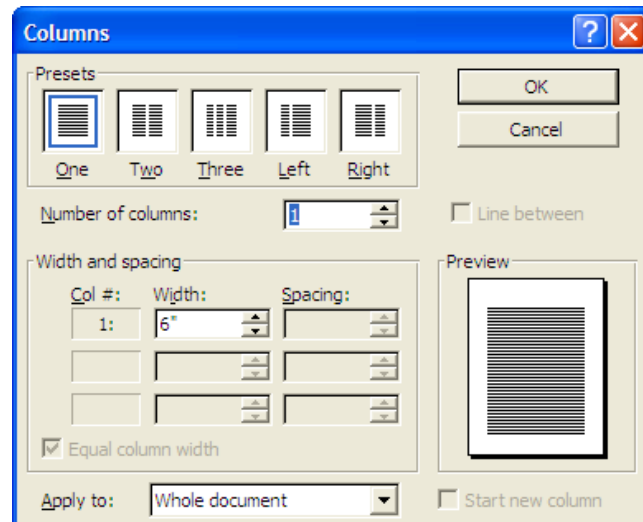 Columns
Presets
One Two Three Left Right
OK
Cancel
Number of columns: 1
Line between
Width and spacing
Col #: Width: Spacing:
1: 6"
Equal column width
Preview
Apply to: Whole document
Start new column